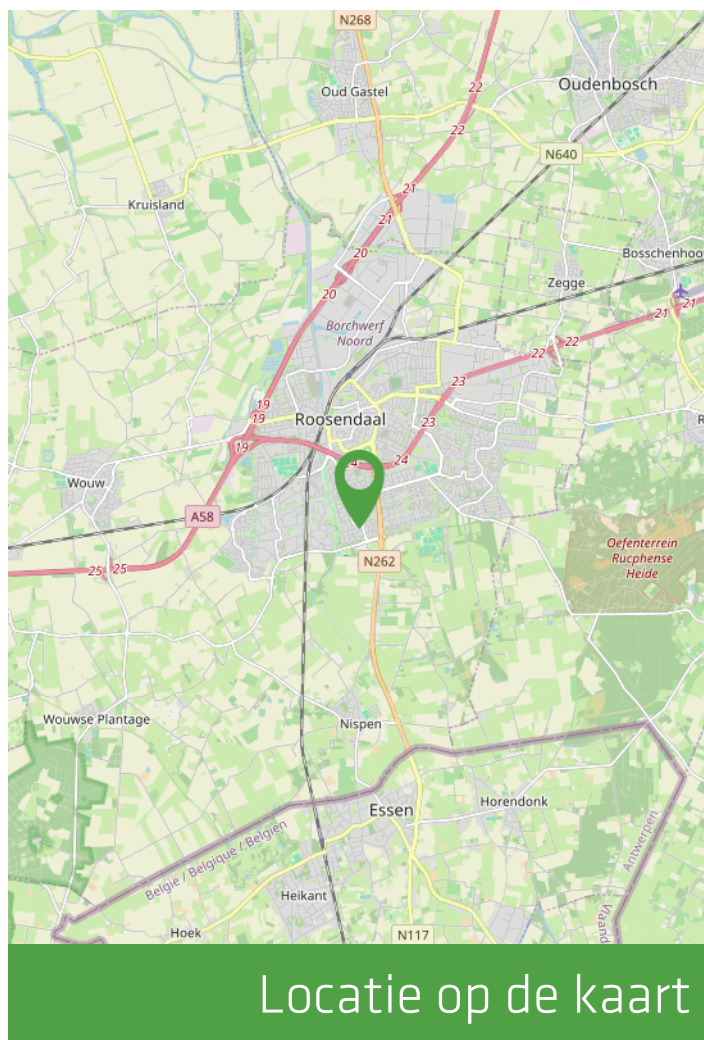 N268
22
Oudenbosch
Oud Gastel
22
N640
21
Kruisland
21
20
Bosschenhoo
Zegge
20
21
21
Borchwerf
Noord
22
22
23
19
19
Roosendaal
23
19
24
Wouw
A58
Oefenterrein
Rucphense
Heide
N262
25
25
Wouwse Plantage
Nispen
Essen
Horendonk
België / Belgique / Belgien
Antwerpen
Heikant
Vlaand
Hoek
N117
Locatie op de kaart